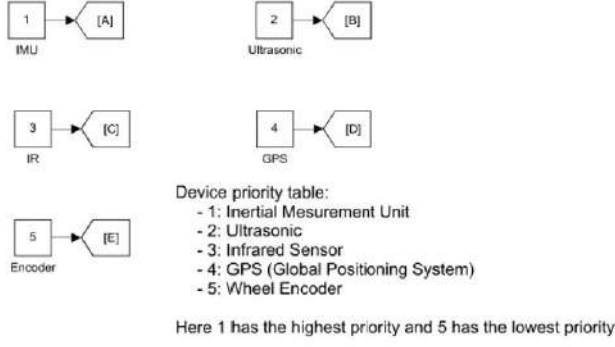 1 [A]
IMU
2 [B]
Ultrasonic
3 [C]
IR
4 [D]
GPS
5 [E]
Encoder
Device priority table:
- 1: Inertial Mesurement Unit
- 2: Ultrasonic
- 3: Infrared Sensor
- 4: GPS (Global Positioning System)
- 5: Wheel Encoder
Here 1 has the highest priority and 5 has the lowest priority